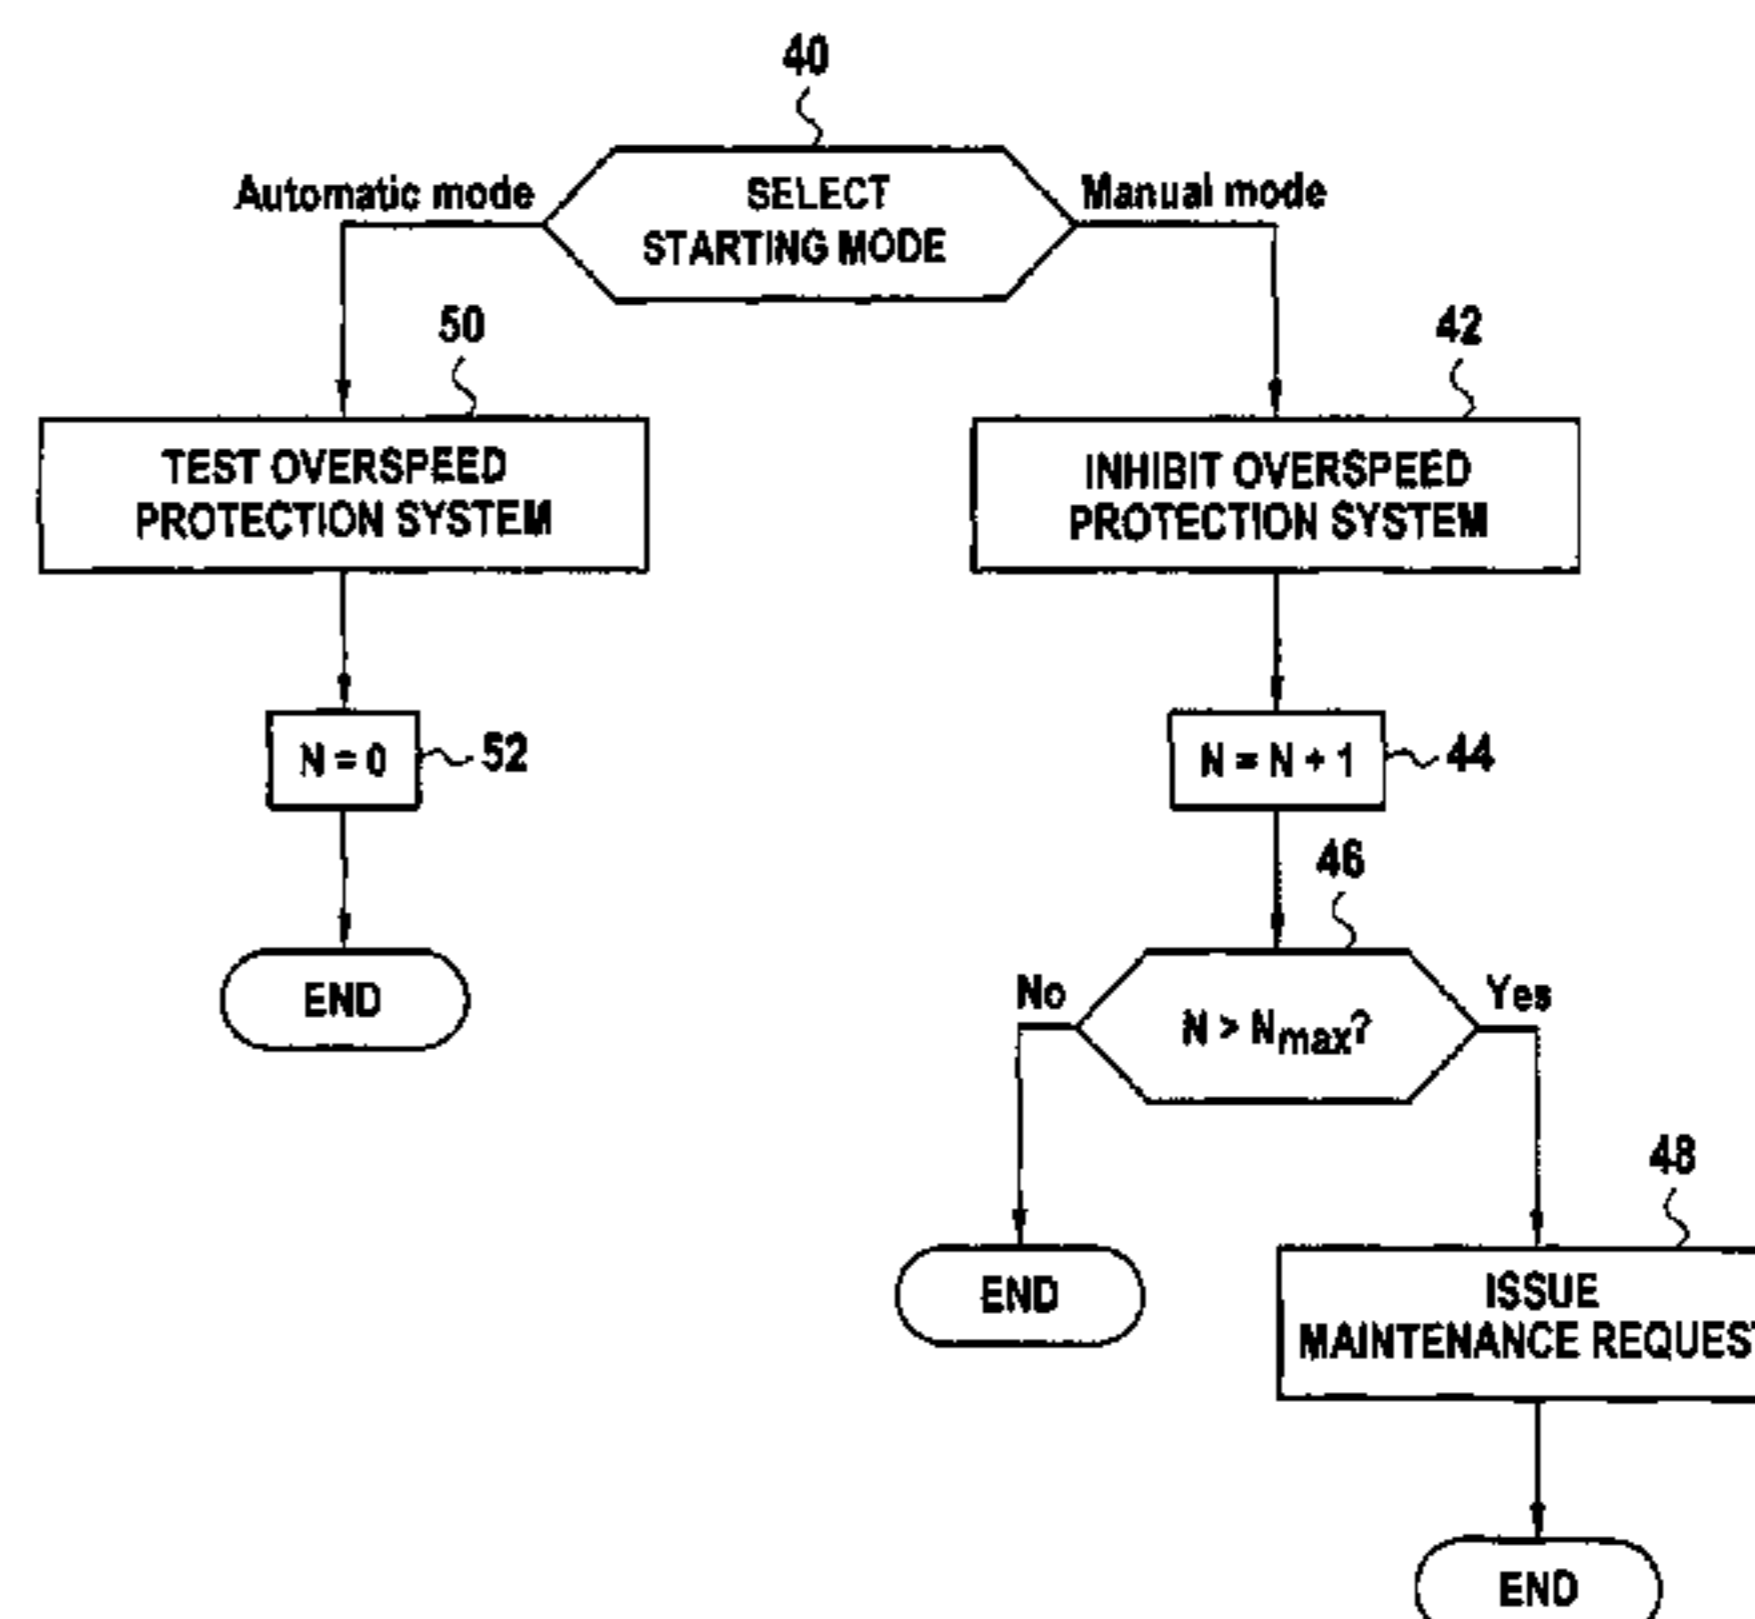 40
Automatic mode
SELECT
STARTING MODE
Manual mode
50
42
TEST OVERSPEED
PROTECTION SYSTEM
INHIBIT OVERSPEED
PROTECTION SYSTEM
N = 0
52
N = N + 1
44
46
END
No
N > Nmax?
Yes
48
END
ISSUE
MAINTENANCE REQUEST
END